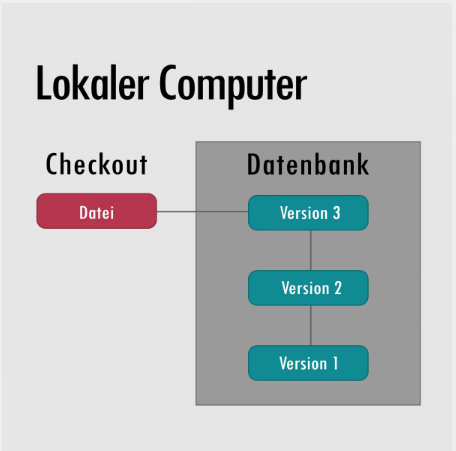 Lokaler Computer
Checkout
Datenbank
Datei
Version 3
Version 2
Version 1